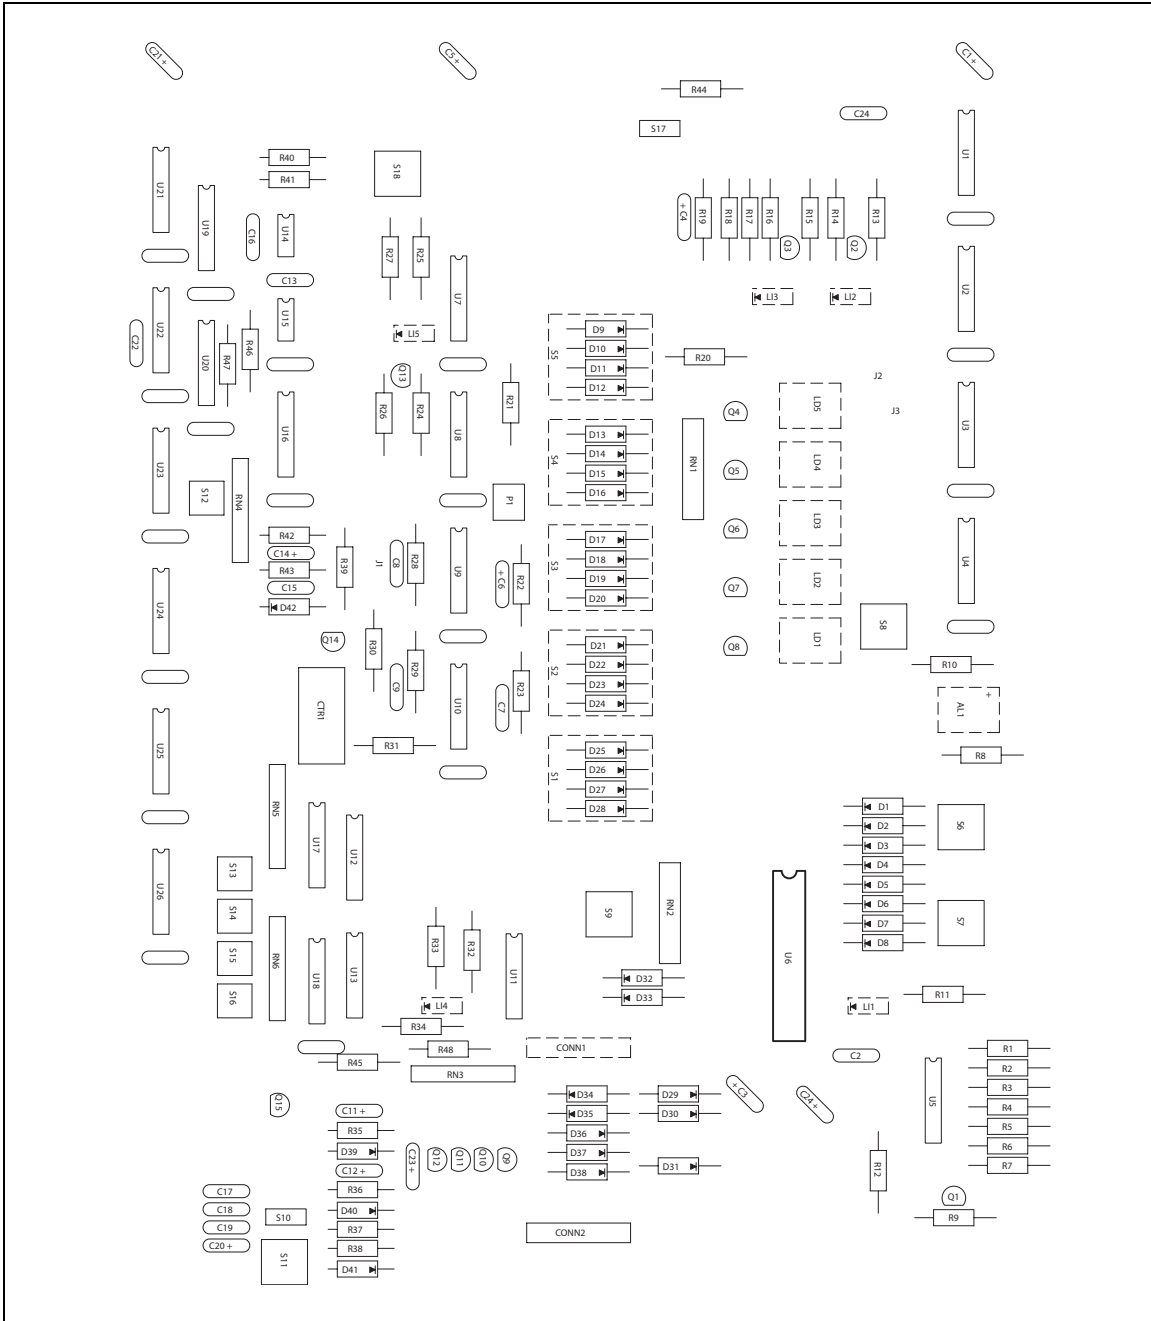 C21 +
C5 +
C1 +
R44
C24
S17
U1
R40
R41
S18
U21
U19
C16
U14
R27
R25
+ C4
R19
R18
R17
R16
R15
R14
R13
Q3
Q2
C13
U22
U15
U7
U2
LI3
LI2
C22
U20
R47
R46
LI5
S5
D9
D10
D11
D12
R20
Q13
J2
R26
R24
R21
J3
U16
U8
U3
S4
D13
D14
D15
D16
RN1
Q4
LD5
Q5
LD4
U23
S12
RN4
P1
R42
C14 +
R43
C15
D42
R39
J1
C8
R28
U9
+ C6
R22
S3
D17
D18
D19
D20
Q6
LD3
Q7
LD2
U4
U24
S8
Q14
R30
C9
R29
S2
D21
D22
D23
D24
Q8
LD1
R10
CTR1
U10
C7
R23
AL1
+
U25
R31
R8
S1
D25
D26
D27
D28
RN5
U17
U12
D1
D2
D3
D4
D5
D6
D7
D8
S6
S7
U26
S13
S14
S15
S16
RN6
U18
U13
R33
R32
U11
S9
RN2
U6
D32
D33
LI4
LI1
R11
R34
R48
R45
RN3
CONN1
C2
R1
R2
R3
R4
R5
R6
R7
U5
D34
D35
D36
D37
D38
D29
D30
D31
+ C3
C24 +
Q15
C11 +
R35
D39
C12 +
R36
D40
R37
R38
D41
C23 +
Q12
Q11
Q10
Q9
R12
Q1
R9
C17
C18
C19
C20 +
S10
S11
CONN2